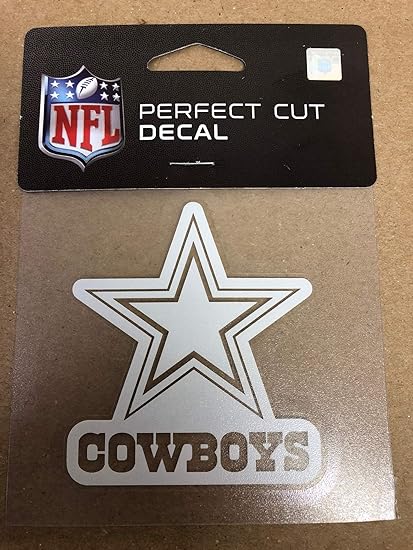 NFL
PERFECT CUT
DECAL
COWBOYS